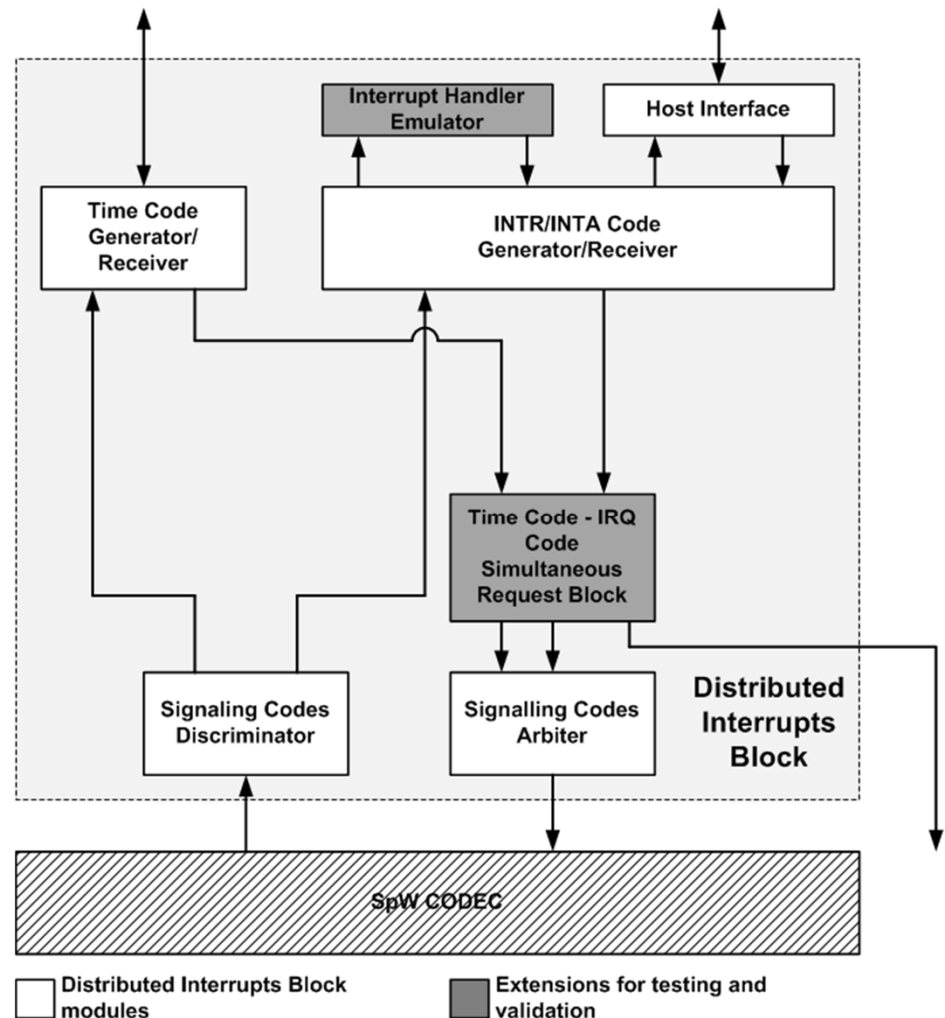 Interrupt Handler
Emulator
Host Interface
Time Code
Generator/
Receiver
INTR/INTA Code
Generator/Receiver
Time Code - IRQ
Code
Simultaneous
Request Block
Signaling Codes
Discriminator
Signalling Codes
Arbiter
Distributed
Interrupts
Block
SpW CODEC
Distributed Interrupts Block
modules
Extensions for testing and
validation